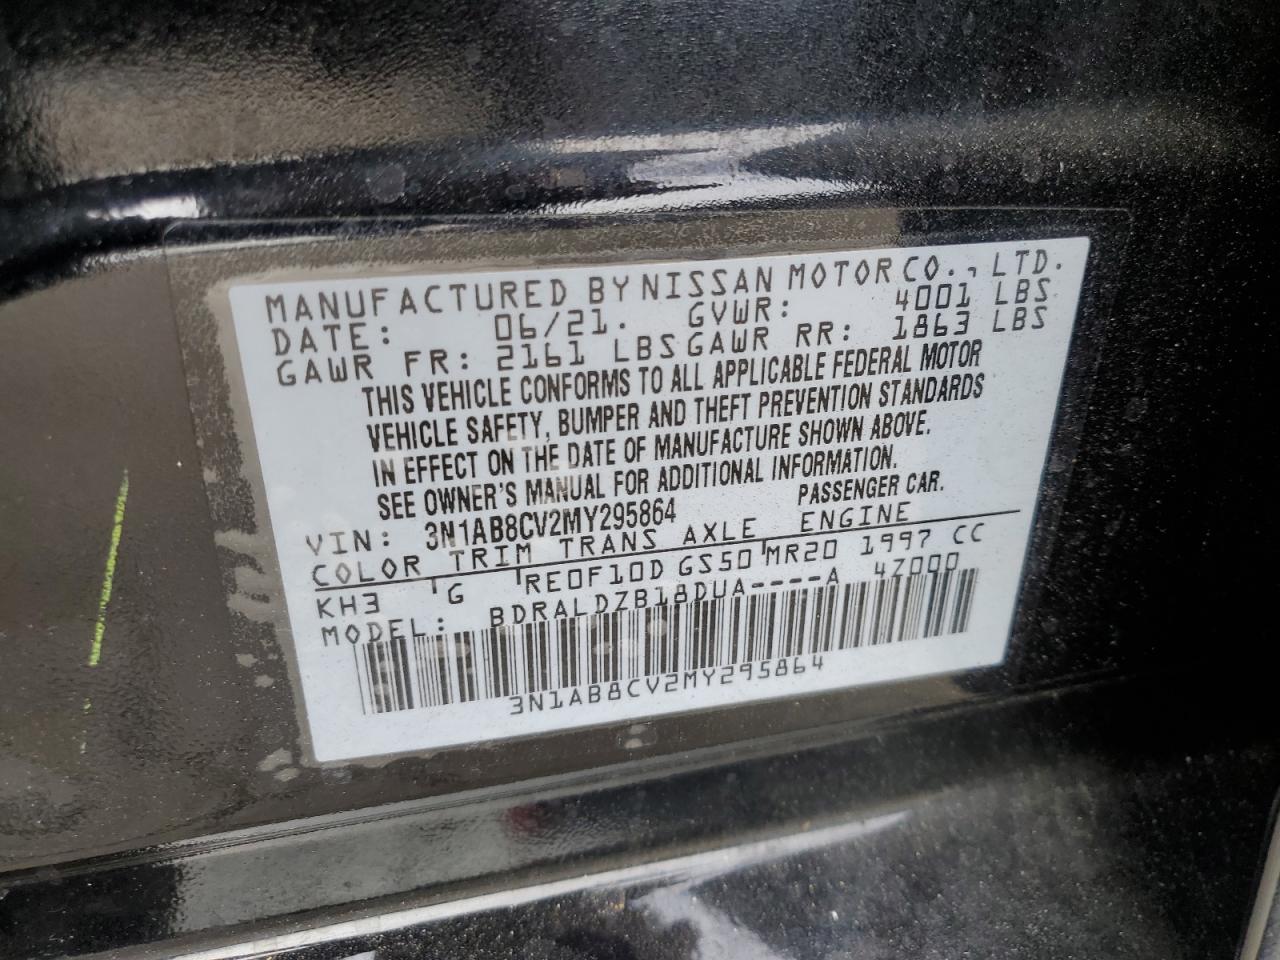 MANUFACTURED BY NISSAN MOTOR CO., LTD.
DATE: 06/21. GVWR: 4001 LBS
GAWR FR: 2161 LBS GAWR RR: 1863 LBS
THIS VEHICLE CONFORMS TO ALL APPLICABLE FEDERAL MOTOR
VEHICLE SAFETY, BUMPER AND THEFT PREVENTION STANDARDS
IN EFFECT ON THE DATE OF MANUFACTURE SHOWN ABOVE.
SEE OWNER'S MANUAL FOR ADDITIONAL INFORMATION.
VIN: 3N1AB8CV2MY295864 PASSENGER CAR.
COLOR TRIM TRANS AXLE ENGINE
KH3 G RE0F10D GS50 MR20 1997 CC
MODEL: BDRALDZB18DUA----A 4Z000
3N1AB8CV2MY295864